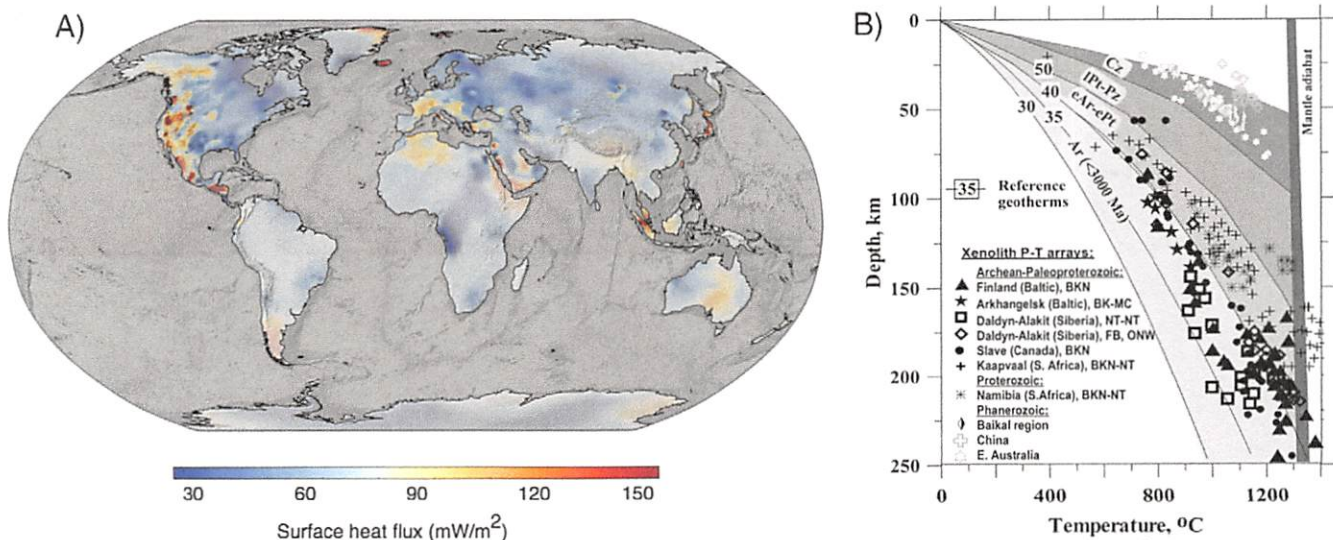 A)
30 60 90 120 150
Surface heat flux (mW/m²)
B)
0
50
100
150
200
250
Depth, km
0 400 800 1200
Temperature, ºC
Mantle adiabat
Cz
lPt-Pz
eAr-ePt
Ar (<3000 Ma)
50
40
35
30
35 Reference
geotherms
Xenolith P-T arrays:
Archean-Paleoproterozoic:
Finland (Baltic), BKN
Arkhangelsk (Baltic), BK-MC
Daldyn-Alakit (Siberia), NT-NT
Daldyn-Alakit (Siberia), FB, ONW
Slave (Canada), BKN
Kaapvaal (S. Africa), BKN-NT
Proterozoic:
Namibia (S.Africa), BKN-NT
Phanerozoic:
Baikal region
China
E. Australia